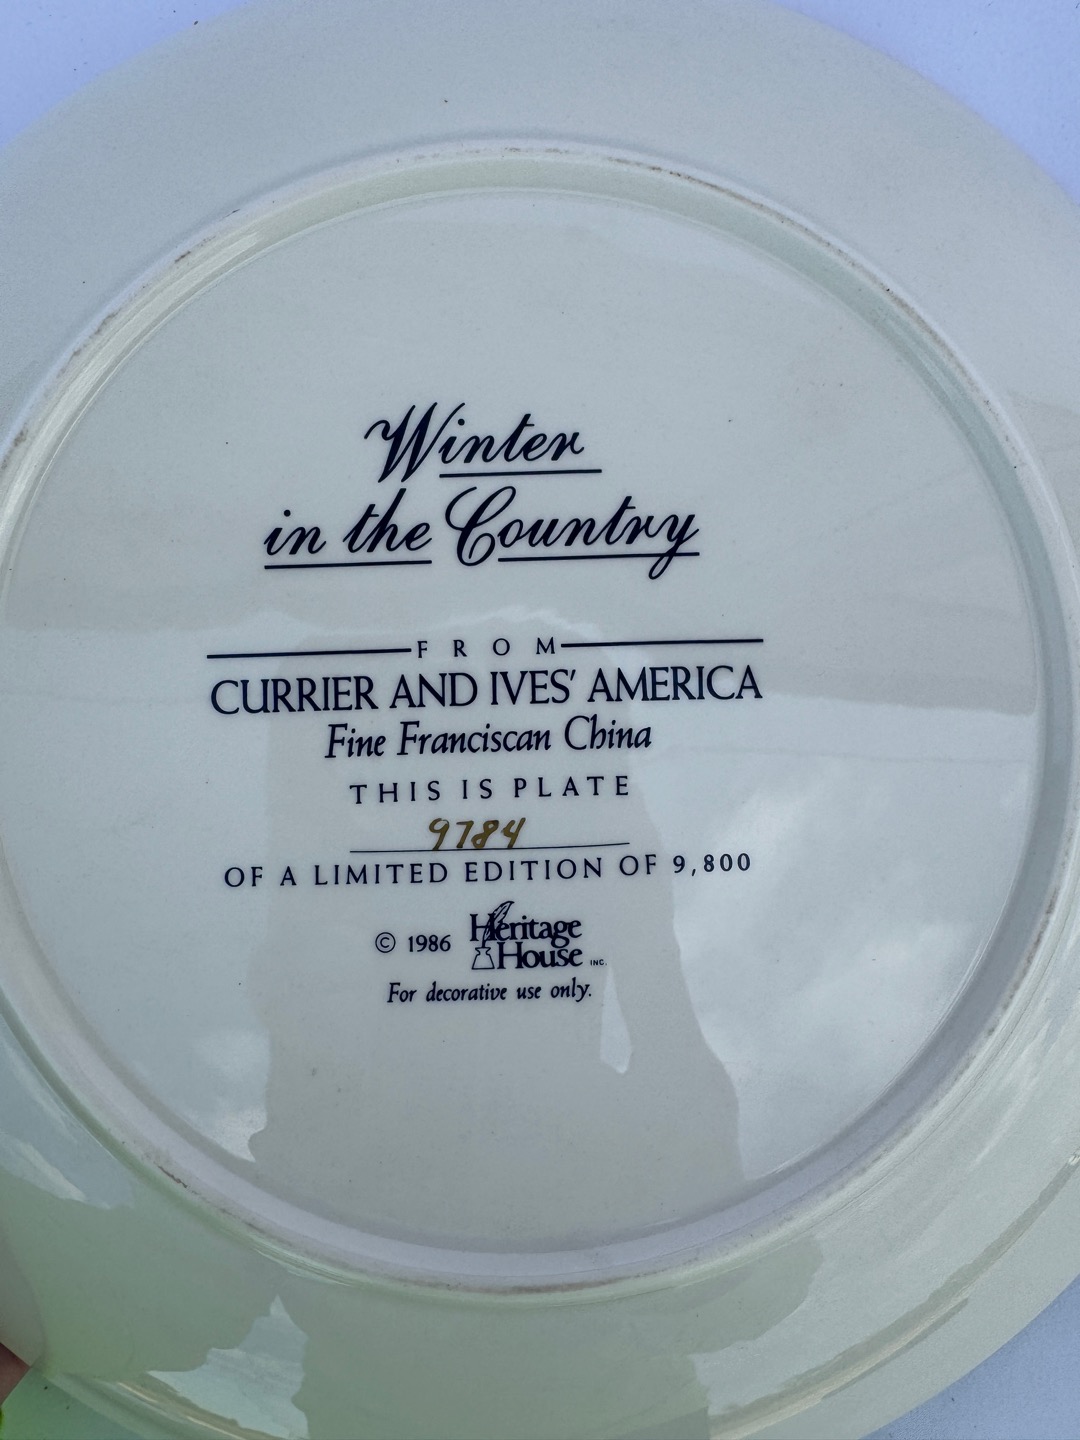 Winter
in the Country
FROM
CURRIER AND IVES' AMERICA
Fine Franciscan China
THIS IS PLATE
9784
OF A LIMITED EDITION OF 9,800
© 1986 Heritage
House INC.
For decorative use only.